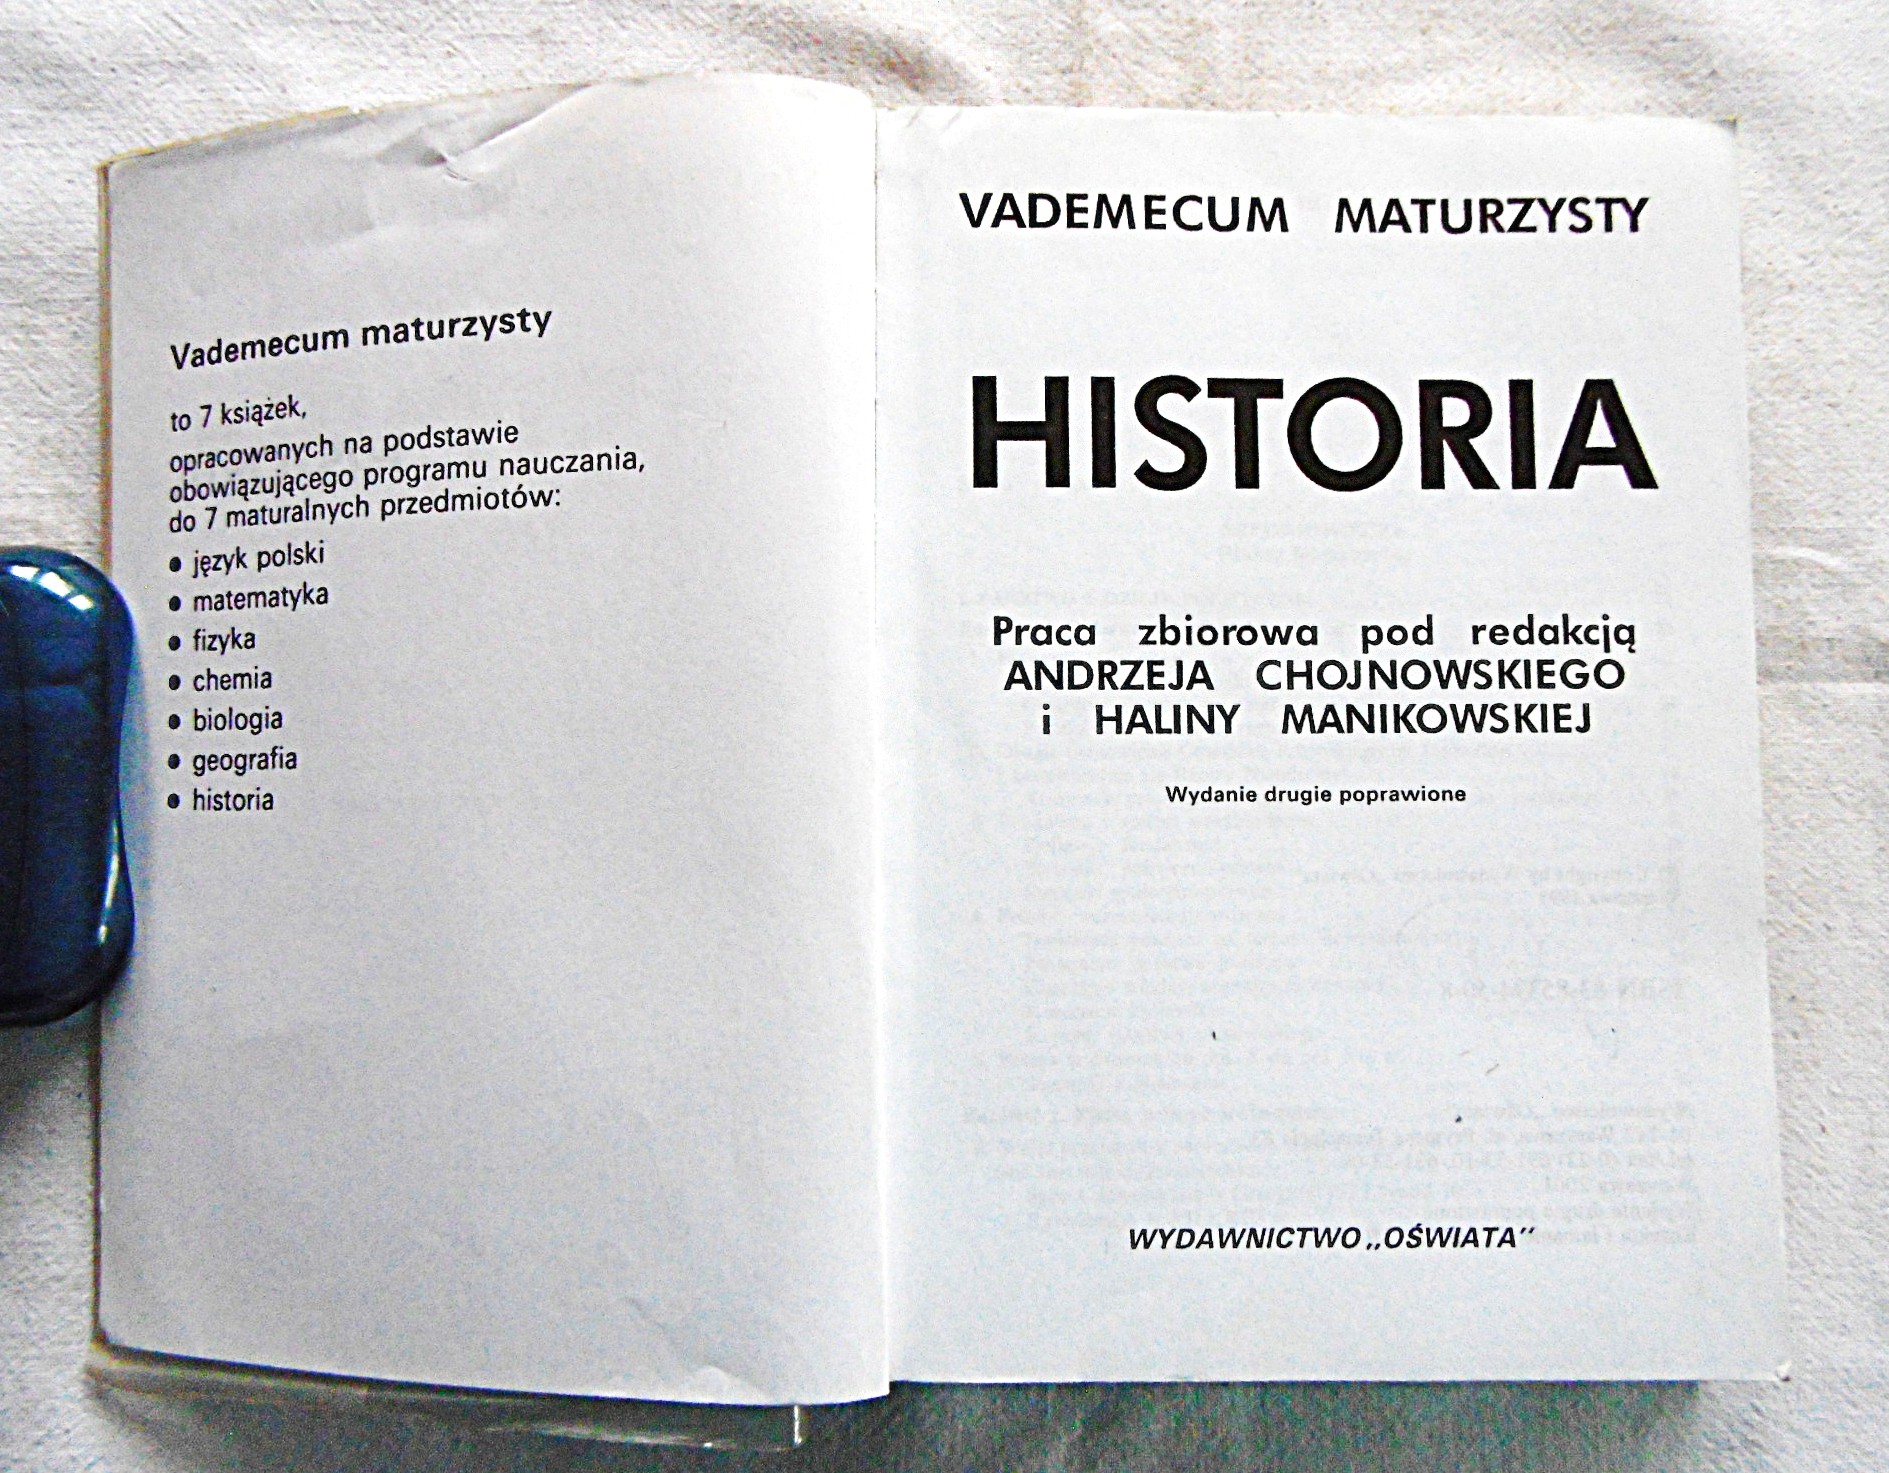 Vademecum maturzysty
to 7 książek,
opracowanych na podstawie
obowiązującego programu nauczania,
do 7 maturalnych przedmiotów:
• język polski
• matematyka
• fizyka
• chemia
• biologia
• geografia
• historia
VADEMECUM MATURZYSTY
HISTORIA
Praca zbiorowa pod redakcją
ANDRZEJA CHOJNOWSKIEGO
i HALINY MANIKOWSKIEJ
Wydanie drugie poprawione
WYDAWNICTWO „OŚWIATA”